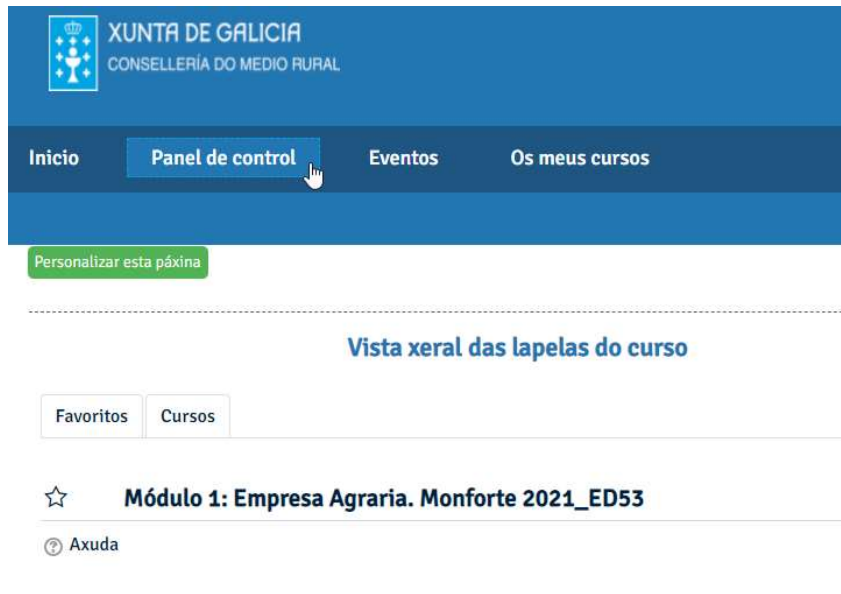 XUNTA DE GALICIA
CONSELLERÍA DO MEDIO RURAL
Inicio Panel de control Eventos Os meus cursos
Personalizar esta páxina
Vista xeral das lapelas do curso
Favoritos Cursos
Módulo 1: Empresa Agraria. Monforte 2021_ED53
? Axuda